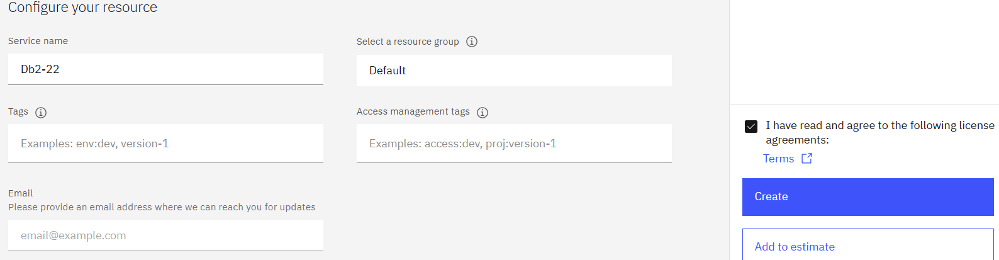 Configure your resource
Service name
Db2-22
Select a resource group
Default
Tags
Examples: env:dev, version-1
Access management tags
Examples: access:dev, proj:version-1
Email
Please provide an email address where we can reach you for updates
email@example.com
I have read and agree to the following license
agreements:
Terms
Create
Add to estimate